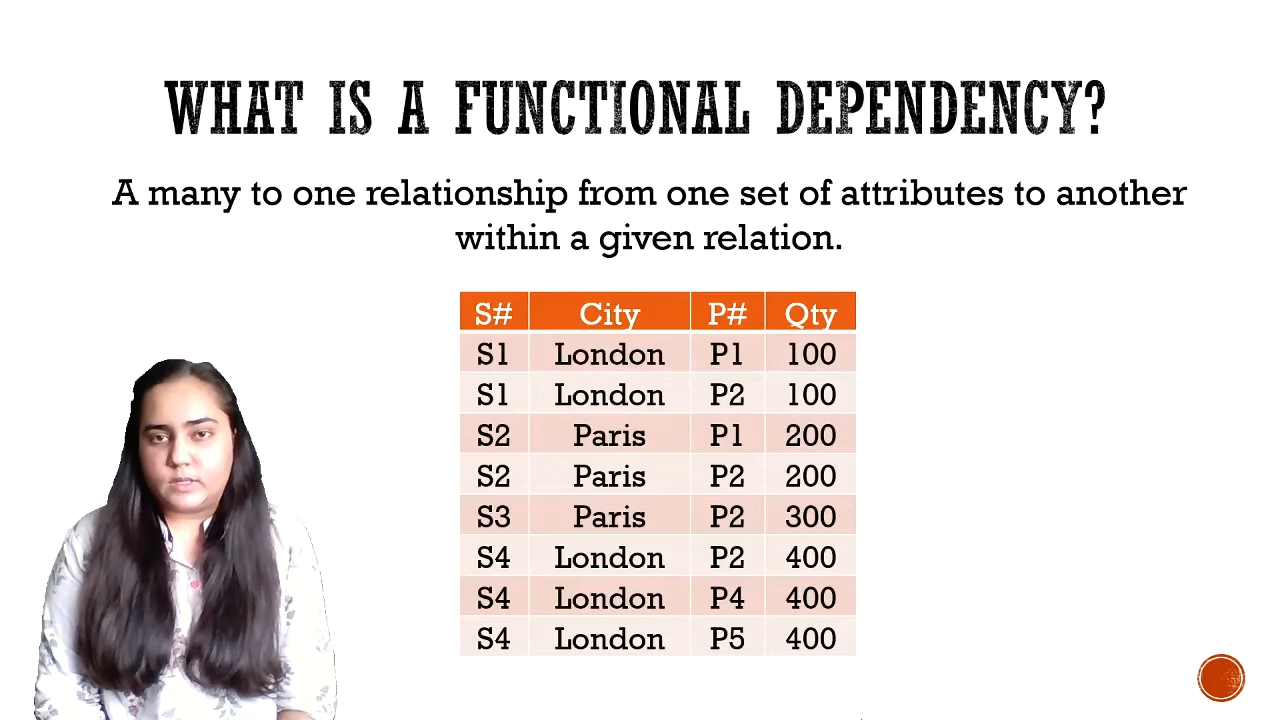 WHAT IS A FUNCTIONAL DEPENDENCY?
A many to one relationship from one set of attributes to another
within a given relation.
S# City P# Qty
S1 London P1 100
S1 London P2 100
S2 Paris P1 200
S2 Paris P2 200
S3 Paris P2 300
S4 London P2 400
S4 London P4 400
S4 London P5 400